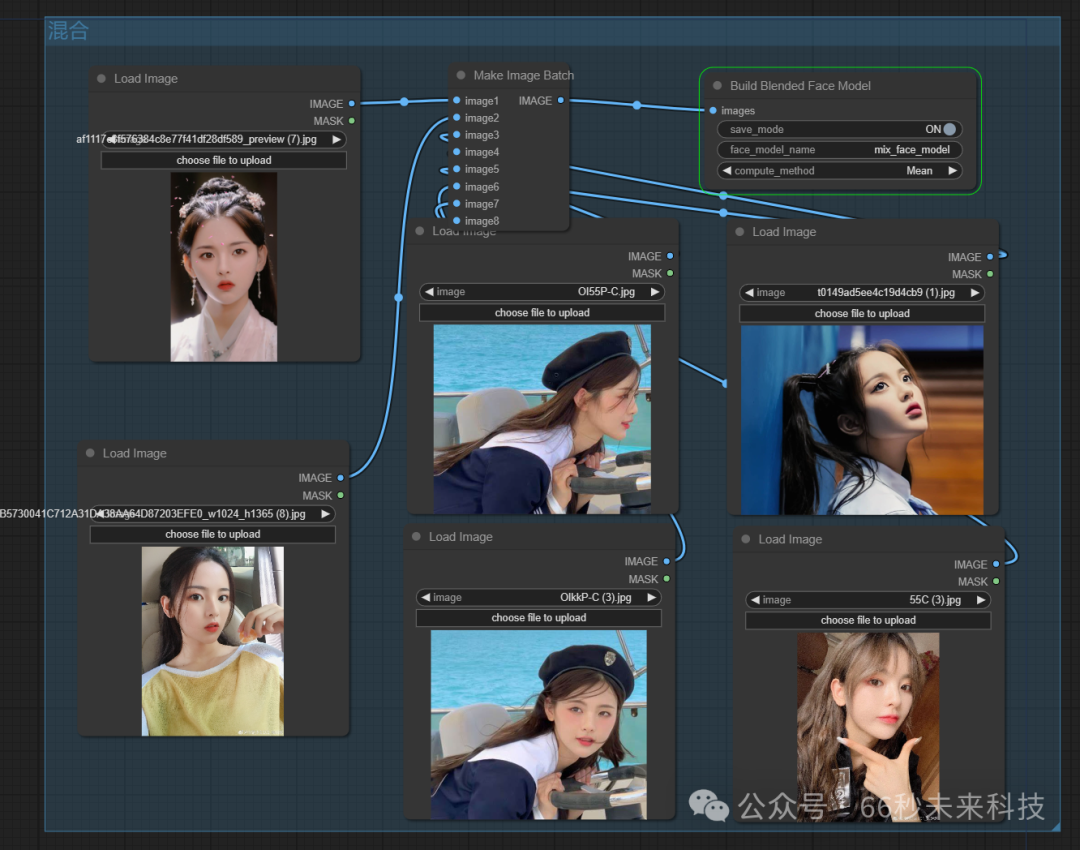 混合
Load Image
IMAGE
MASK
_preview (7).jpg
choose file to upload
Make Image Batch
image1 IMAGE
image2
image3
image4
image5
image6
image7
image8
Build Blended Face Model
images
save_mode ON
face_model_name mix_face_model
compute_method Mean
Load Image
IMAGE
MASK
image OI55P-C.jpg
choose file to upload
Load Image
IMAGE
MASK
image t0149ad5ee4c19d4cb9 (1).jpg
choose file to upload
Load Image
IMAGE
MASK
64D87203EFE0_w1024_h1365 (8).jpg
choose file to upload
Load Image
IMAGE
MASK
image OIkkP-C (3).jpg
choose file to upload
Load Image
IMAGE
MASK
image 55C (3).jpg
choose file to upload
公众号 · 66秒未来科技